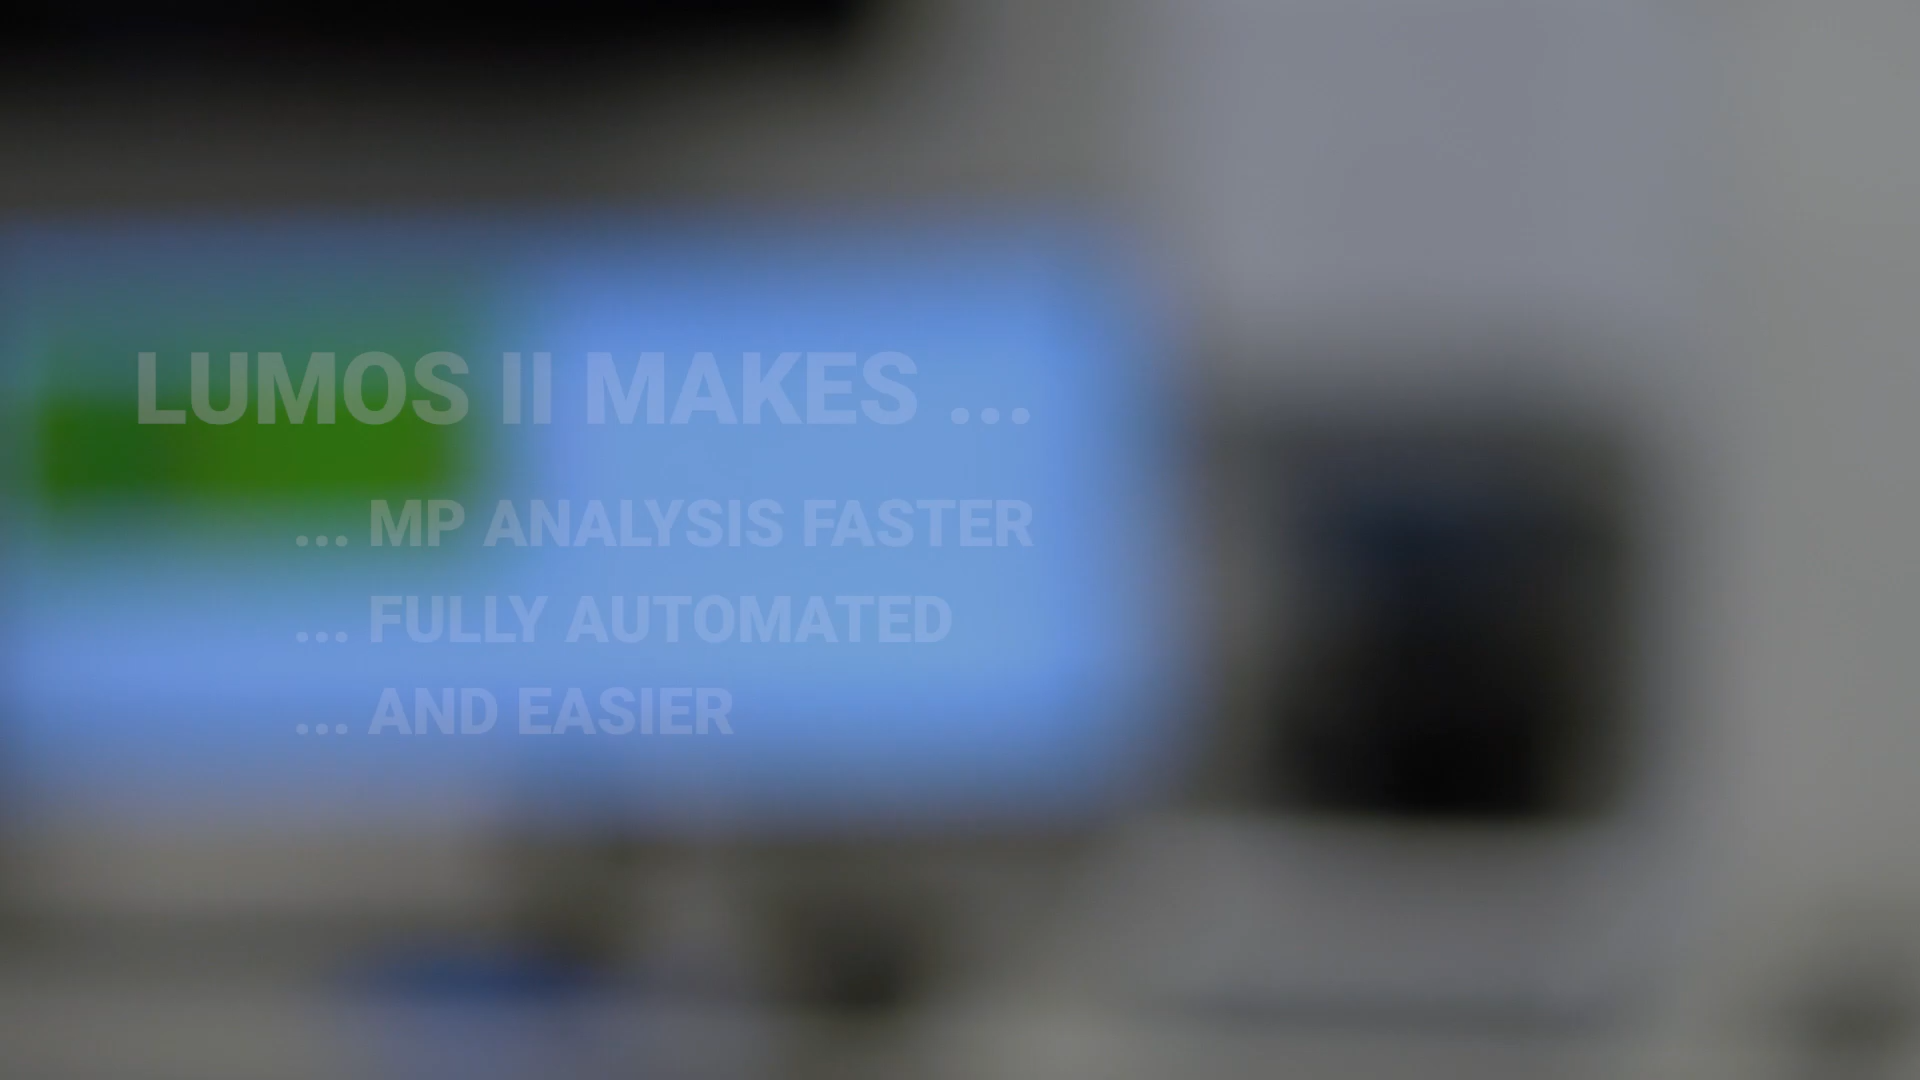 LUMOS II MAKES ...
... MP ANALYSIS FASTER
... FULLY AUTOMATED
... AND EASIER